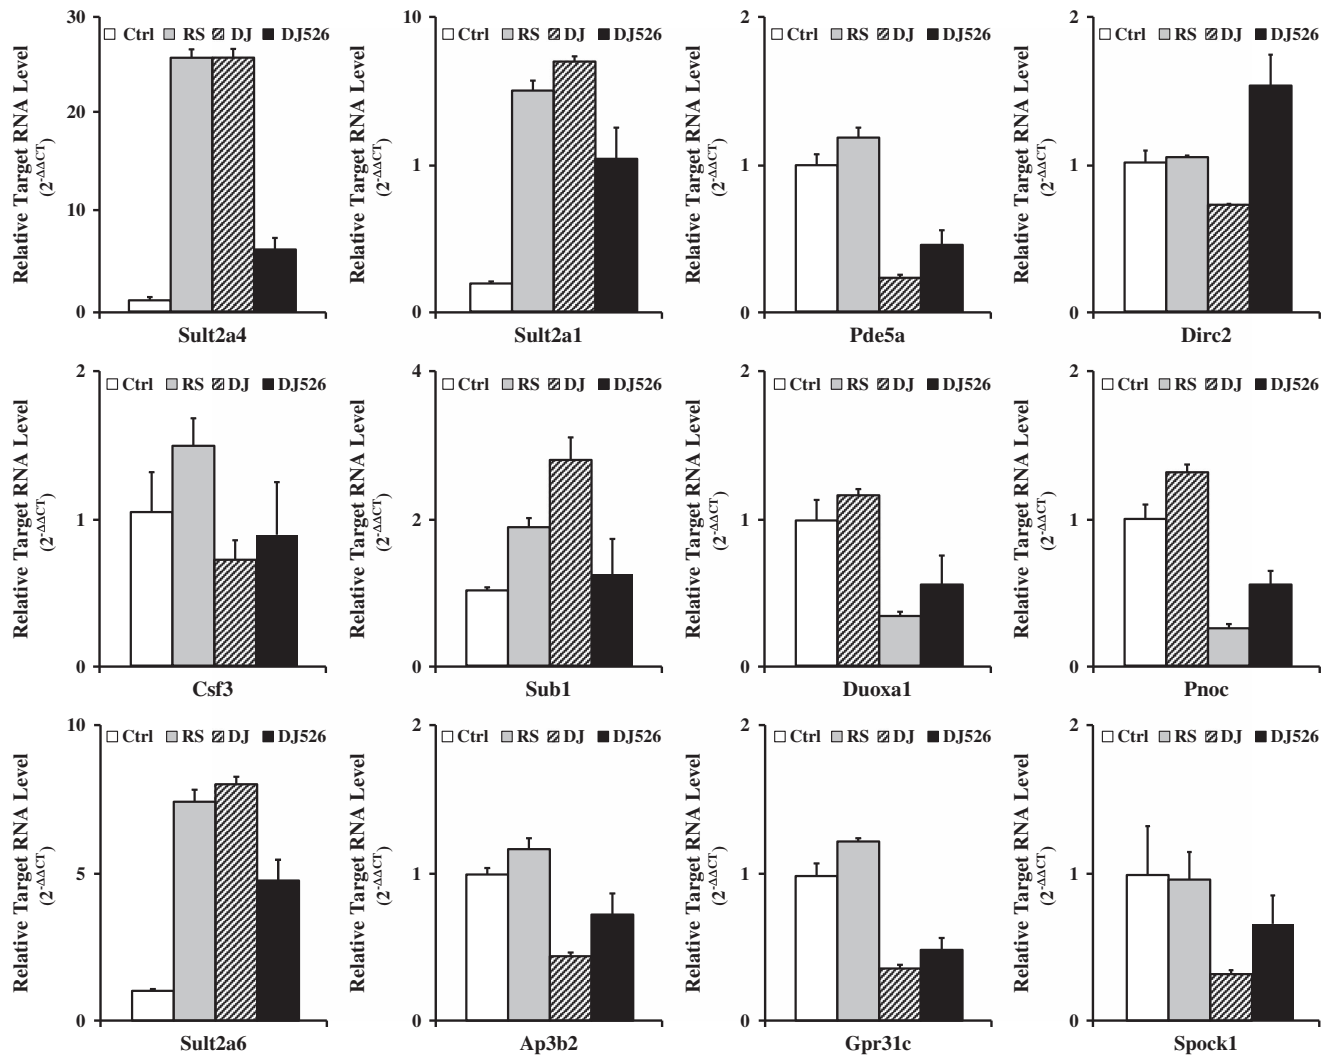 30
Ctrl RS DJ DJ526
20
10
0
Relative Target RNA Level
(2-ΔΔCT)
Sult2a4
10
Ctrl RS DJ DJ526
1
0
Relative Target RNA Level
(2-ΔΔCT)
Sult2a1
2
Ctrl RS DJ DJ526
1
0
Relative Target RNA Level
(2-ΔΔCT)
Pde5a
2
Ctrl RS DJ DJ526
1
0
Relative Target RNA Level
(2-ΔΔCT)
Dirc2
2
Ctrl RS DJ DJ526
1
0
Relative Target RNA Level
(2-ΔΔCT)
Csf3
4
Ctrl RS DJ DJ526
2
0
Relative Target RNA Level
(2-ΔΔCT)
Sub1
2
Ctrl RS DJ DJ526
1
0
Relative Target RNA Level
(2-ΔΔCT)
Duoxa1
2
Ctrl RS DJ DJ526
1
0
Relative Target RNA Level
(2-ΔΔCT)
Pnoc
10
Ctrl RS DJ DJ526
5
0
Relative Target RNA Level
(2-ΔΔCT)
Sult2a6
2
Ctrl RS DJ DJ526
1
0
Relative Target RNA Level
(2-ΔΔCT)
Ap3b2
2
Ctrl RS DJ DJ526
1
0
Relative Target RNA Level
(2-ΔΔCT)
Gpr31c
2
Ctrl RS DJ DJ526
1
0
Relative Target RNA Level
(2-ΔΔCT)
Spock1